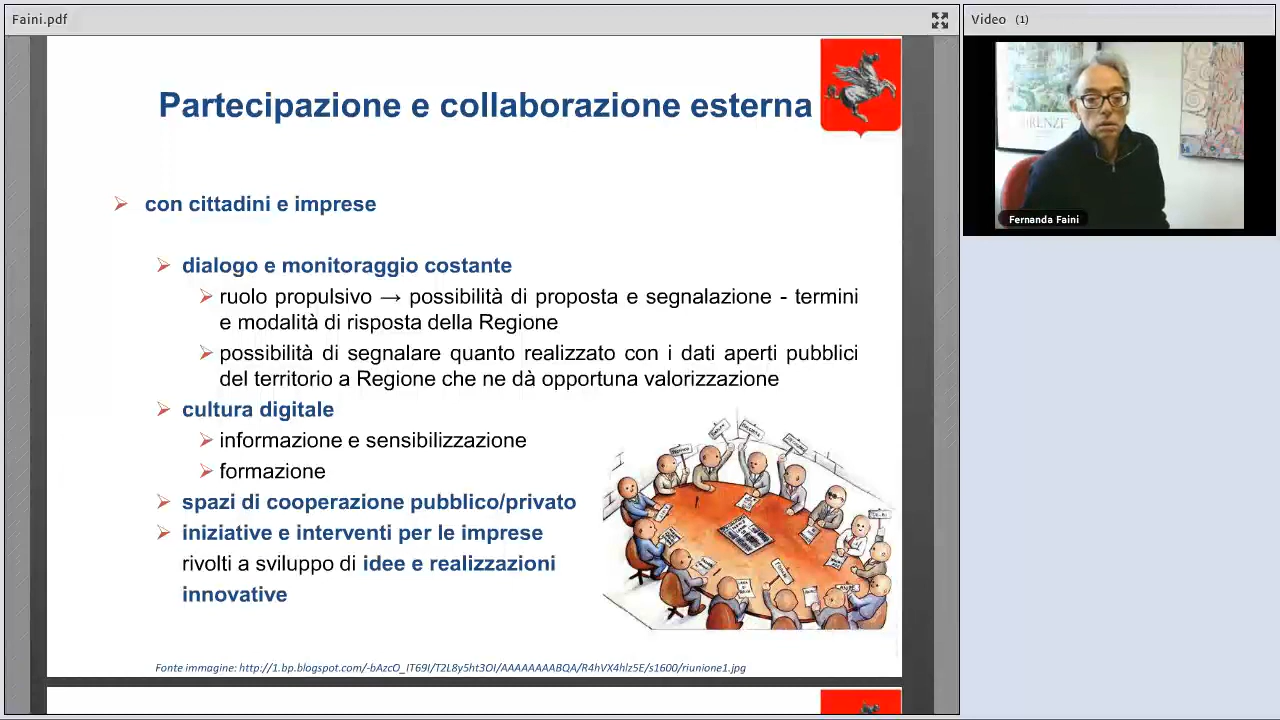 Faini.pdf
Video (1)
Partecipazione e collaborazione esterna
con cittadini e imprese
dialogo e monitoraggio costante
ruolo propulsivo → possibilità di proposta e segnalazione - termini
e modalità di risposta della Regione
possibilità di segnalare quanto realizzato con i dati aperti pubblici
del territorio a Regione che ne dà opportuna valorizzazione
cultura digitale
informazione e sensibilizzazione
formazione
spazi di cooperazione pubblico/privato
iniziative e interventi per le imprese
rivolti a sviluppo di idee e realizzazioni
innovative
Fonte immagine: http://1.bp.blogspot.com/-bAzcO_IT69I/T2L8y5ht3OI/AAAAAAAABQA/R4hVX4hlz5E/s1600/riunione1.jpg
Fernanda Faini